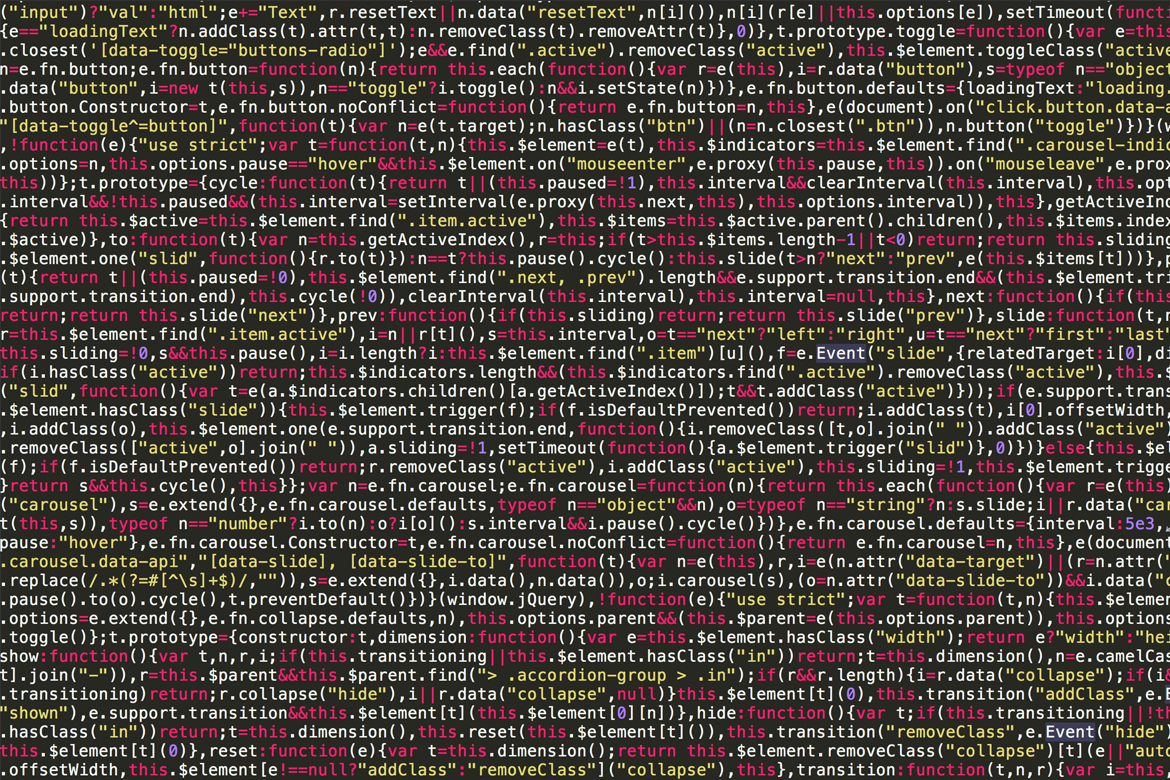 ("input")?"val":"html";e+="Text",r.resetText||n.data("resetText",n[i]()),n[i](r[e]||this.options[e]),setTimeout(functi
{e=="loadingText"?n.addClass(t).attr(t,t):n.removeClass(t).removeAttr(t)},0)},t.prototype.toggle=function(){var e=this
.closest('[data-toggle="buttons-radio"]');e&&e.find(".active").removeClass("active"),this.$element.toggleClass("active
n=e.fn.button;e.fn.button=function(n){return this.each(function(){var r=e(this),i=r.data("button"),s=typeof n=="object
.data("button",i=new t(this,s)),n=="toggle"?i.toggle():n&&i.setState(n)})},e.fn.button.defaults={loadingText:"loading.
.button.Constructor=t,e.fn.button.noConflict=function(){return e.fn.button=n,this},e(document).on("click.button.data-a
"[data-toggle^=button]",function(t){var n=e(t.target);n.hasClass("btn")||(n=n.closest(".btn")),n.button("toggle")})}(w
,!function(e){"use strict";var t=function(t,n){this.$element=e(t),this.$indicators=this.$element.find(".carousel-indic
.options=n,this.options.pause=="hover"&&this.$element.on("mouseenter",e.proxy(this.pause,this)).on("mouseleave",e.prox
this))};t.prototype={cycle:function(t){return t||(this.paused=!1),this.interval&&clearInterval(this.interval),this.opt
.interval&&!this.paused&&(this.interval=setInterval(e.proxy(this.next,this),this.options.interval)),this},getActiveInd
{return this.$active=this.$element.find(".item.active"),this.$items=this.$active.parent().children(),this.$items.index
.$active)},to:function(t){var n=this.getActiveIndex(),r=this;if(t>this.$items.length-1||t<0)return;return this.sliding
.$element.one("slid",function(){r.to(t)}):n==t?this.pause().cycle():this.slide(t>n?"next":"prev",e(this.$items[t]))},p
(t){return t||(this.paused=!0),this.$element.find(".next, .prev").length&&e.support.transition.end&&(this.$element.tri
.support.transition.end),this.cycle(!0)),clearInterval(this.interval),this.interval=null,this},next:function(){if(this
return;return this.slide("next")},prev:function(){if(this.sliding)return;return this.slide("prev")},slide:function(t,n
r=this.$element.find(".item.active"),i=n||r[t](),s=this.interval,o=t=="next"?"left":"right",u=t=="next"?"first":"last
this.sliding=!0,s&&this.pause(),i=i.length?i:this.$element.find(".item")[u](),f=e.Event("slide",{relatedTarget:i[0],di
if(i.hasClass("active"))return;this.$indicators.length&&(this.$indicators.find(".active").removeClass("active"),this.$
("slid",function(){var t=e(a.$indicators.children()[a.getActiveIndex()]);t&&t.addClass("active")}));if(e.support.trans
.$element.hasClass("slide")){this.$element.trigger(f);if(f.isDefaultPrevented())return;i.addClass(t),i[0].offsetWidth,
,i.addClass(o),this.$element.one(e.support.transition.end,function(){i.removeClass([t,o].join(" ")).addClass("active")
.removeClass(["active",o].join(" ")),a.sliding=!1,setTimeout(function(){a.$element.trigger("slid")},0)})}else{this.$el
(f);if(f.isDefaultPrevented())return;r.removeClass("active"),i.addClass("active"),this.sliding=!1,this.$element.trigge
}return s&&this.cycle(),this}};var n=e.fn.carousel;e.fn.carousel=function(n){return this.each(function(){var r=e(this)
("carousel"),s=e.extend({},e.fn.carousel.defaults,typeof n=="object"&&n),o=typeof n=="string"?n:s.slide;i||r.data("car
t(this,s)),typeof n=="number"?i.to(n):o?i[o]():s.interval&&i.pause().cycle()})},e.fn.carousel.defaults={interval:5e3,
pause:"hover"},e.fn.carousel.Constructor=t,e.fn.carousel.noConflict=function(){return e.fn.carousel=n,this},e(document
.carousel.data-api","[data-slide], [data-slide-to]",function(t){var n=e(this),r,i=e(n.attr("data-target")||(r=n.attr("
.replace(/.*(?=#[^\s]+$)/,"")),s=e.extend({},i.data(),n.data()),o;i.carousel(s),(o=n.attr("data-slide-to"))&&i.data("c
.pause().to(o).cycle(),t.preventDefault()})}(window.jQuery),!function(e){"use strict";var t=function(t,n){this.$elemen
.options=e.extend({},e.fn.collapse.defaults,n),this.options.parent&&(this.$parent=e(this.options.parent)),this.options
.toggle()};t.prototype={constructor:t,dimension:function(){var e=this.$element.hasClass("width");return e?"width":"hei
show:function(){var t,n,r,i;if(this.transitioning||this.$element.hasClass("in"))return;t=this.dimension(),n=e.camelCas
t].join("-")),r=this.$parent&&this.$parent.find("> .accordion-group > .in");if(r&&r.length){i=r.data("collapse");if(i&
.transitioning)return;r.collapse("hide"),i||r.data("collapse",null)}this.$element[t](0),this.transition("addClass",e.E
"shown"),e.support.transition&&this.$element[t](this.$element[0][n])},hide:function(){var t;if(this.transitioning||!th
.hasClass("in"))return;t=this.dimension(),this.reset(this.$element[t]()),this.transition("removeClass",e.Event("hide")
this.$element[t](0)},reset:function(e){var t=this.dimension();return this.$element.removeClass("collapse")[t](e||"auto
.offsetWidth,this.$element[e!==null?"addClass":"removeClass"]("collapse"),this},transition:function(t,n,r){var i=this